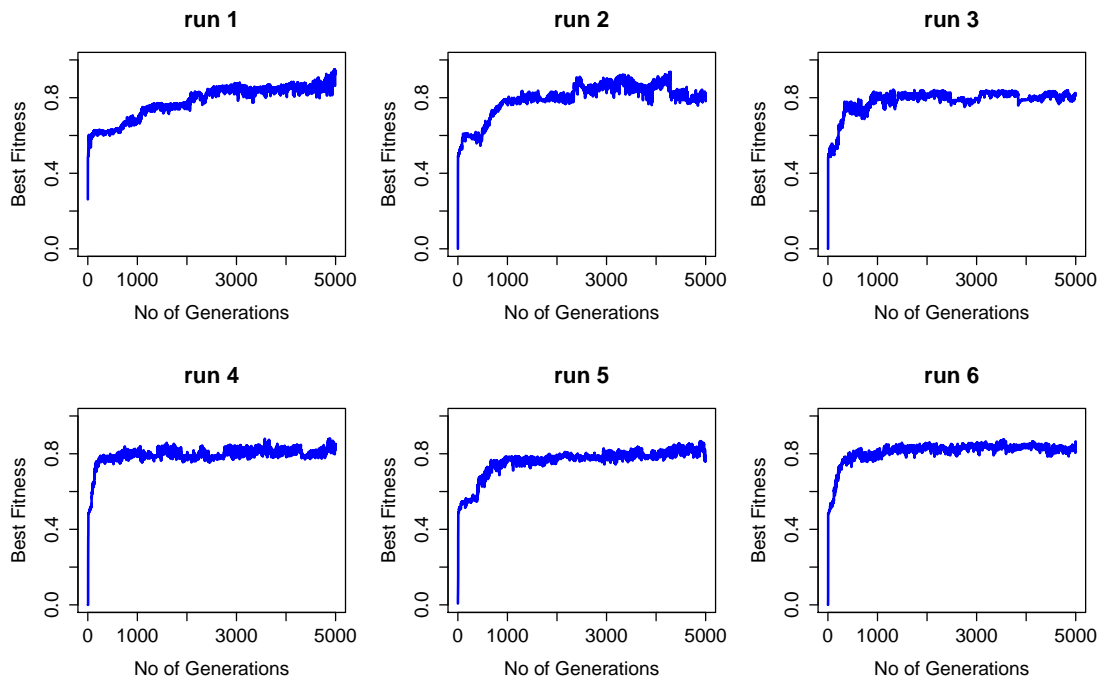 run 1
Best Fitness
0.0 0.4 0.8
0 1000 3000 5000
No of Generations
run 2
Best Fitness
0.0 0.4 0.8
0 1000 3000 5000
No of Generations
run 3
Best Fitness
0.0 0.4 0.8
0 1000 3000 5000
No of Generations
run 4
Best Fitness
0.0 0.4 0.8
0 1000 3000 5000
No of Generations
run 5
Best Fitness
0.0 0.4 0.8
0 1000 3000 5000
No of Generations
run 6
Best Fitness
0.0 0.4 0.8
0 1000 3000 5000
No of Generations